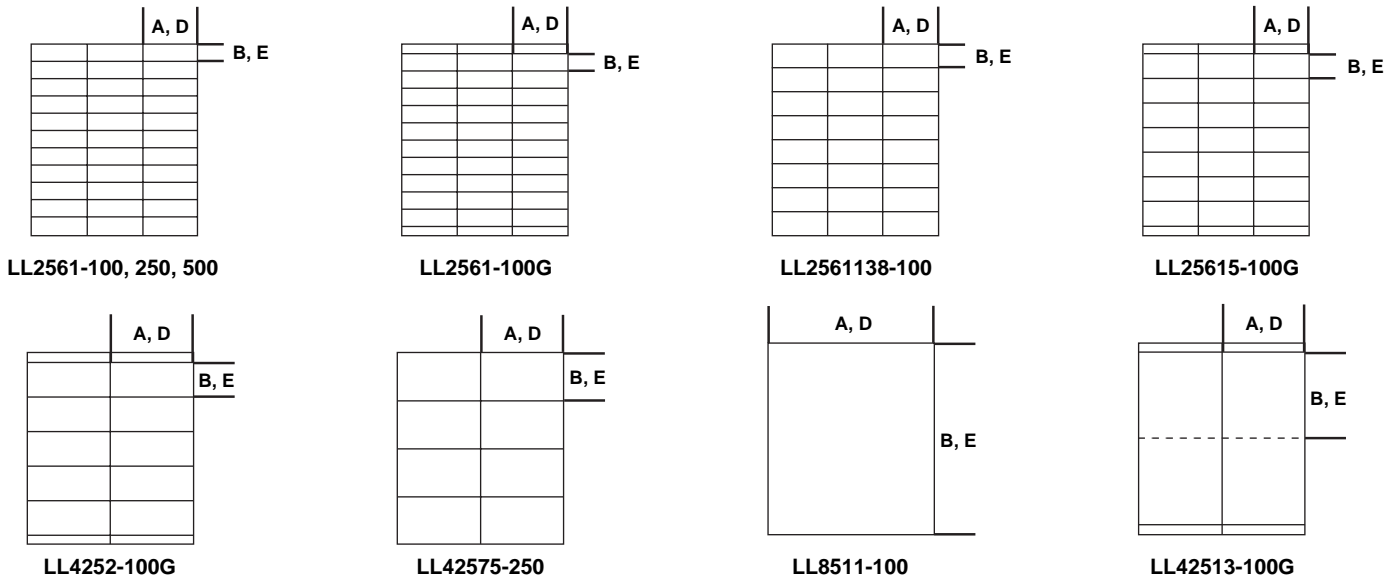 A, D
B, E
LL2561-100, 250, 500
A, D
B, E
LL2561-100G
A, D
B, E
LL2561138-100
A, D
B, E
LL25615-100G
A, D
B, E
LL4252-100G
A, D
B, E
LL42575-250
A, D
B, E
LL8511-100
A, D
B, E
LL42513-100G